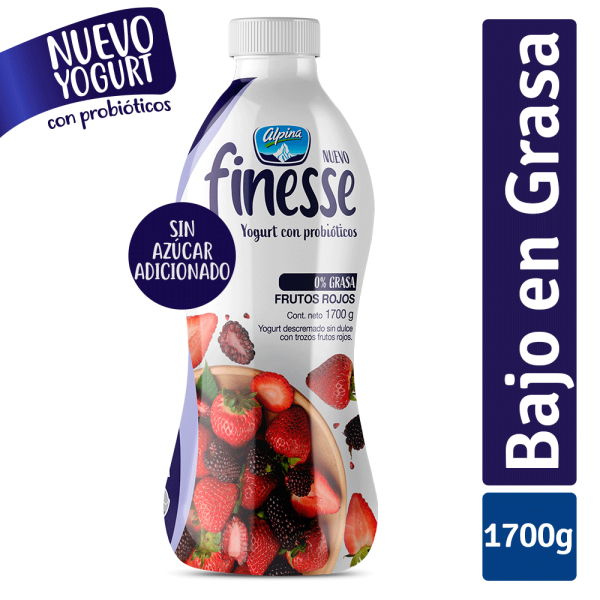 NUEVO
YOGURT
con probióticos
Alpina
NUEVO
finesse
Yogurt con probióticos
SIN
AZÚCAR
ADICIONADO
0% GRASA
FRUTOS ROJOS
Cont. neto 1700 g
Yogurt descremado sin dulce
con trozos frutos rojos.
Bajo en Grasa
1700g